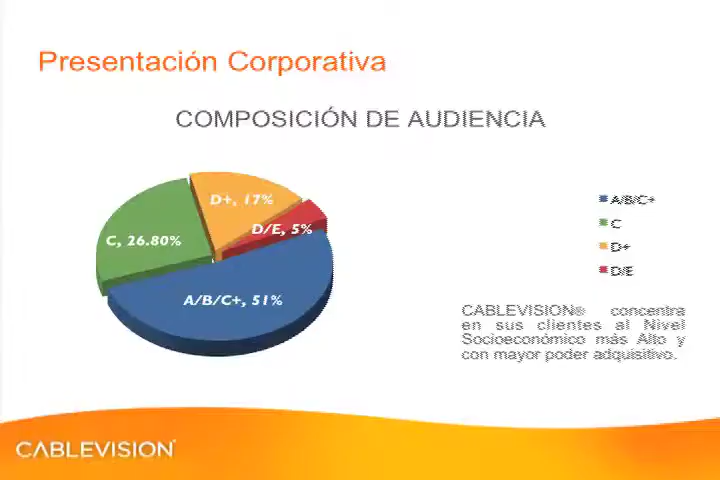 Presentación Corporativa
COMPOSICIÓN DE AUDIENCIA
D+, 17%
D/E, 5%
C, 26.80%
A/B/C+, 51%
A/B/C+
C
D+
D/E
CABLEVISION® concentra
en sus clientes al Nivel
Socioeconómico más Alto y
con mayor poder adquisitivo.
CABLEVISION®